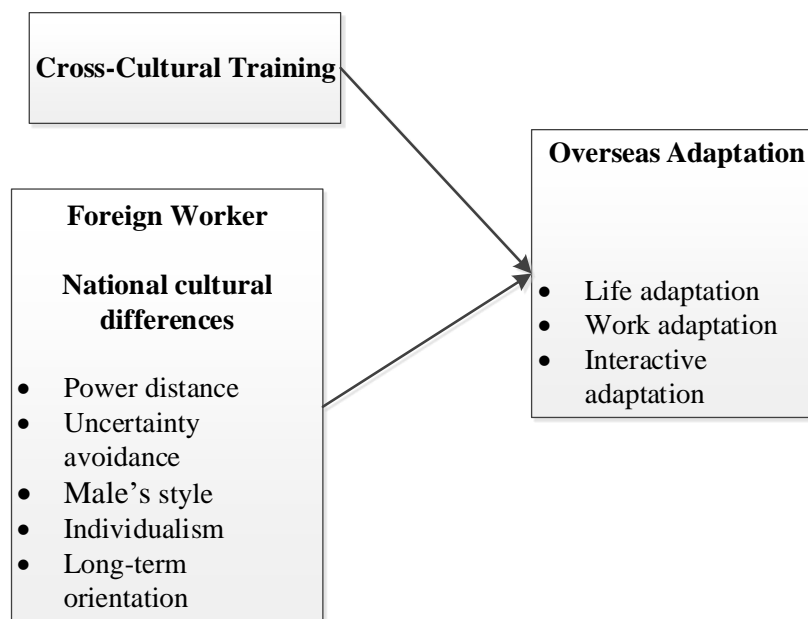 Cross-Cultural Training
Foreign Worker
National cultural
differences
• Power distance
• Uncertainty
avoidance
• Male’s style
• Individualism
• Long-term
orientation
Overseas Adaptation
• Life adaptation
• Work adaptation
• Interactive
adaptation